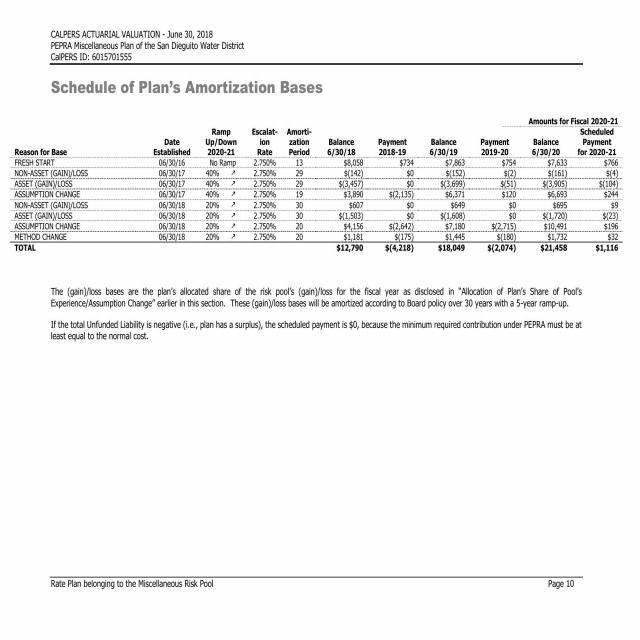 CALPERS ACTUARIAL VALUATION - June 30, 2018
PEPRA Miscellaneous Plan of the San Dieguito Water District
CalPERS ID: 6015701555
Schedule of Plan's Amortization Bases
Amounts for Fiscal 2020-21
Ramp Escalat- Amorti- Scheduled
Date Up/Down ion zation Balance Payment Balance Payment Balance Payment
Reason for Base Established 2020-21 Rate Period 6/30/18 2018-19 6/30/19 2019-20 6/30/20 for 2020-21
FRESH START 06/30/16 No Ramp 2.750% 13 $8,058 $734 $7,863 $754 $7,633 $766
NON-ASSET (GAIN)/LOSS 06/30/17 40% ↗ 2.750% 29 $(142) $0 $(152) $(2) $(161) $(4)
ASSET (GAIN)/LOSS 06/30/17 40% ↗ 2.750% 29 $(3,457) $0 $(3,699) $(51) $(3,905) $(104)
ASSUMPTION CHANGE 06/30/17 40% ↗ 2.750% 19 $3,890 $(2,135) $6,371 $120 $6,693 $244
NON-ASSET (GAIN)/LOSS 06/30/18 20% ↗ 2.750% 30 $607 $0 $649 $0 $695 $9
ASSET (GAIN)/LOSS 06/30/18 20% ↗ 2.750% 30 $(1,503) $0 $(1,608) $0 $(1,720) $(23)
ASSUMPTION CHANGE 06/30/18 20% ↗ 2.750% 20 $4,156 $(2,642) $7,180 $(2,715) $10,491 $196
METHOD CHANGE 06/30/18 20% ↗ 2.750% 20 $1,181 $(175) $1,445 $(180) $1,732 $32
TOTAL $12,790 $(4,218) $18,049 $(2,074) $21,458 $1,116
The (gain)/loss bases are the plan's allocated share of the risk pool's (gain)/loss for the fiscal year as disclosed in "Allocation of Plan's Share of Pool's
Experience/Assumption Change" earlier in this section. These (gain)/loss bases will be amortized according to Board policy over 30 years with a 5-year ramp-up.
If the total Unfunded Liability is negative (i.e., plan has a surplus), the scheduled payment is $0, because the minimum required contribution under PEPRA must be at
least equal to the normal cost.
Rate Plan belonging to the Miscellaneous Risk Pool Page 10